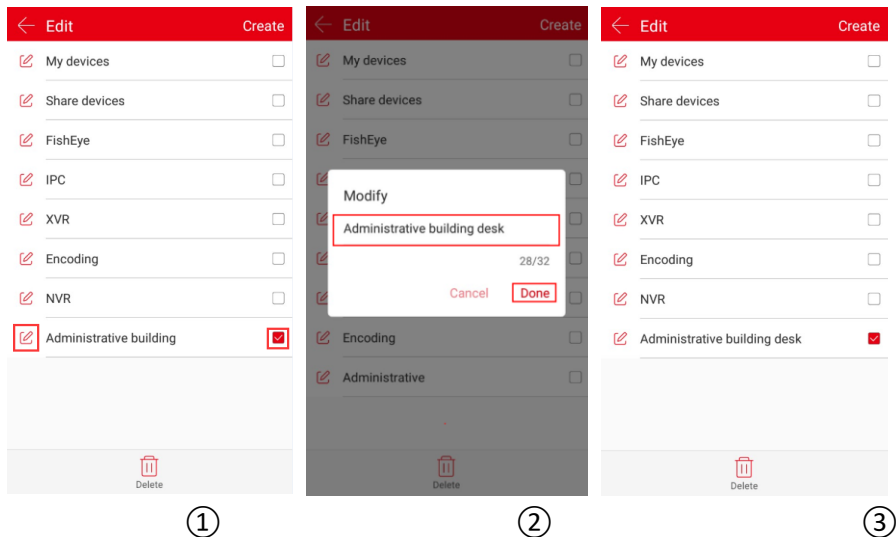 Edit Create
My devices
Share devices
FishEye
IPC
XVR
Encoding
NVR
Administrative building
Delete
①
Edit Create
My devices
Share devices
FishEye
Modify
Administrative building desk
28/32
Cancel Done
Encoding
Administrative
Delete
②
Edit Create
My devices
Share devices
FishEye
IPC
XVR
Encoding
NVR
Administrative building desk
Delete
③